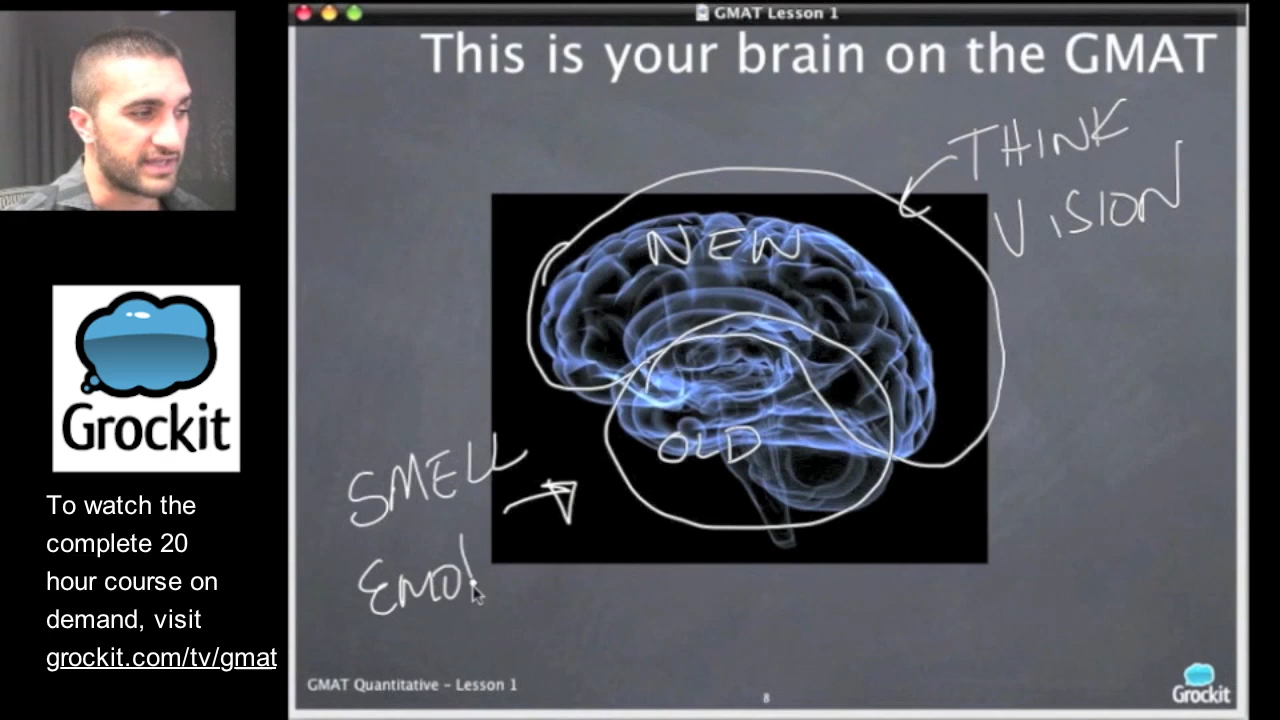 GMAT Lesson 1
This is your brain on the GMAT
THINK
VISION
NEW
OLD
SMELL
EMO
Grockit
To watch the
complete 20
hour course on
demand, visit
grockit.com/tv/gmat
GMAT Quantitative – Lesson 1
8
Grockit